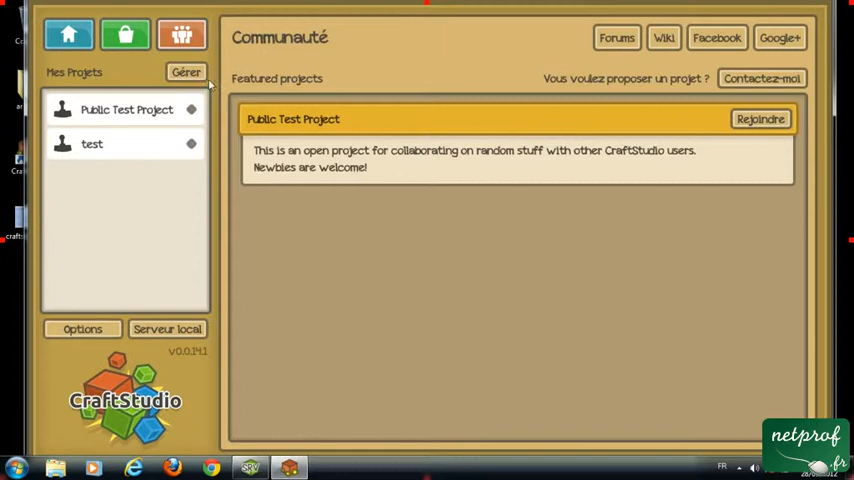 Communauté
Forums
Wiki
Facebook
Google+
Mes Projets
Gérer
Featured projects
Vous voulez proposer un projet ?
Contactez-moi
Public Test Project
test
Public Test Project
Rejoindre
This is an open project for collaborating on random stuff with other CraftStudio users.
Newbies are welcome!
Options
Serveur local
v0.0.14.1
CraftStudio
SRV
FR
netprof
.fr